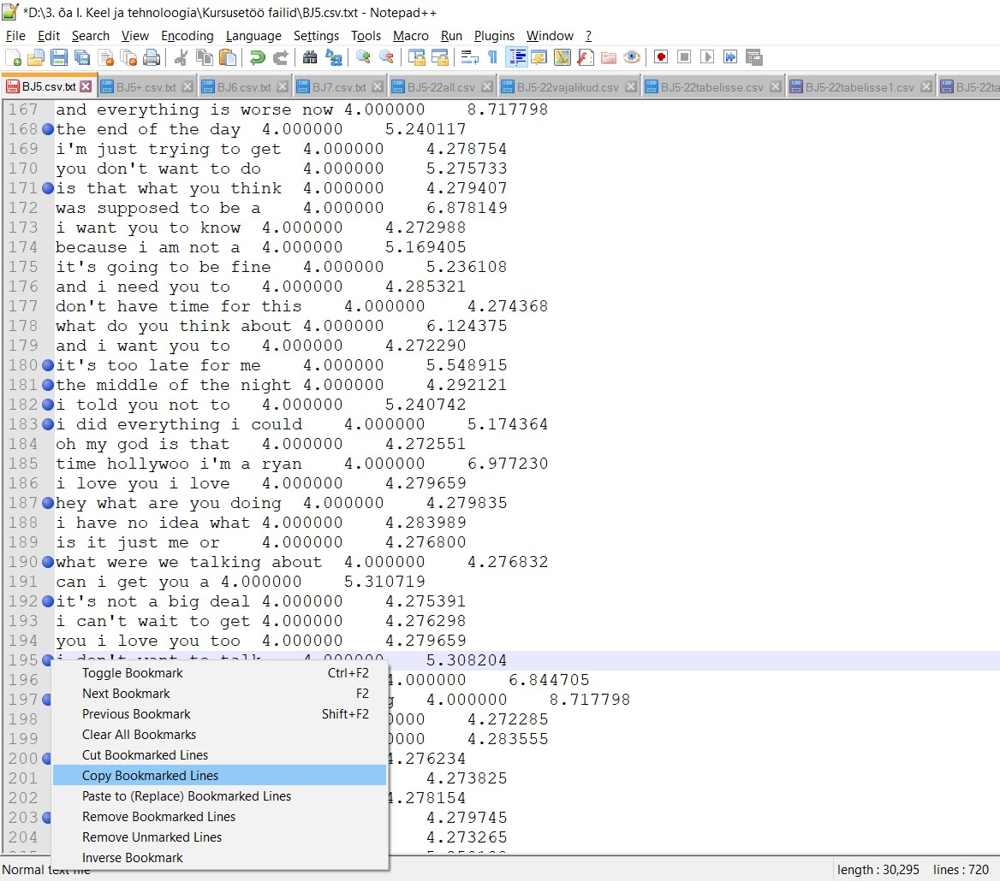 *D:\3. õa I. Keel ja tehnoloogia\Kursusetöö failid\BJ5.csv.txt - Notepad++
File Edit Search View Encoding Language Settings Tools Macro Run Plugins Window ?
BJ5.csv.txt BJ5+.csv.txt BJ6.csv.txt BJ7.csv.txt BJ5-22all.csv BJ5-22vajalikud.csv BJ5-22tabelisse.csv BJ5-22tabelisse1.csv BJ5-22ta
167 and everything is worse now 4.000000 8.717798
168 the end of the day 4.000000 5.240117
169 i'm just trying to get 4.000000 4.278754
170 you don't want to do 4.000000 5.275733
171 is that what you think 4.000000 4.279407
172 was supposed to be a 4.000000 6.878149
173 i want you to know 4.000000 4.272988
174 because i am not a 4.000000 5.169405
175 it's going to be fine 4.000000 5.236108
176 and i need you to 4.000000 4.285321
177 don't have time for this 4.000000 4.274368
178 what do you think about 4.000000 6.124375
179 and i want you to 4.000000 4.272290
180 it's too late for me 4.000000 5.548915
181 the middle of the night 4.000000 4.292121
182 i told you not to 4.000000 5.240742
183 i did everything i could 4.000000 5.174364
184 oh my god is that 4.000000 4.272551
185 time hollywoo i'm a ryan 4.000000 6.977230
186 i love you i love 4.000000 4.279659
187 hey what are you doing 4.000000 4.279835
188 i have no idea what 4.000000 4.283989
189 is it just me or 4.000000 4.276800
190 what were we talking about 4.000000 4.276832
191 can i get you a 4.000000 5.310719
192 it's not a big deal 4.000000 4.275391
193 i can't wait to get 4.000000 4.276298
194 you i love you too 4.000000 4.279659
195 i don't want to talk 4.000000 5.308204
196 4.000000 6.844705
197 g 4.000000 8.717798
198 0000 4.272285
199 0000 4.283555
200 4.276234
201 4.273825
202 4.278154
203 4.279745
204 4.273265
Toggle Bookmark Ctrl+F2
Next Bookmark F2
Previous Bookmark Shift+F2
Clear All Bookmarks
Cut Bookmarked Lines
Copy Bookmarked Lines
Paste to (Replace) Bookmarked Lines
Remove Bookmarked Lines
Remove Unmarked Lines
Inverse Bookmark
Normal text file length : 30,295 lines : 720